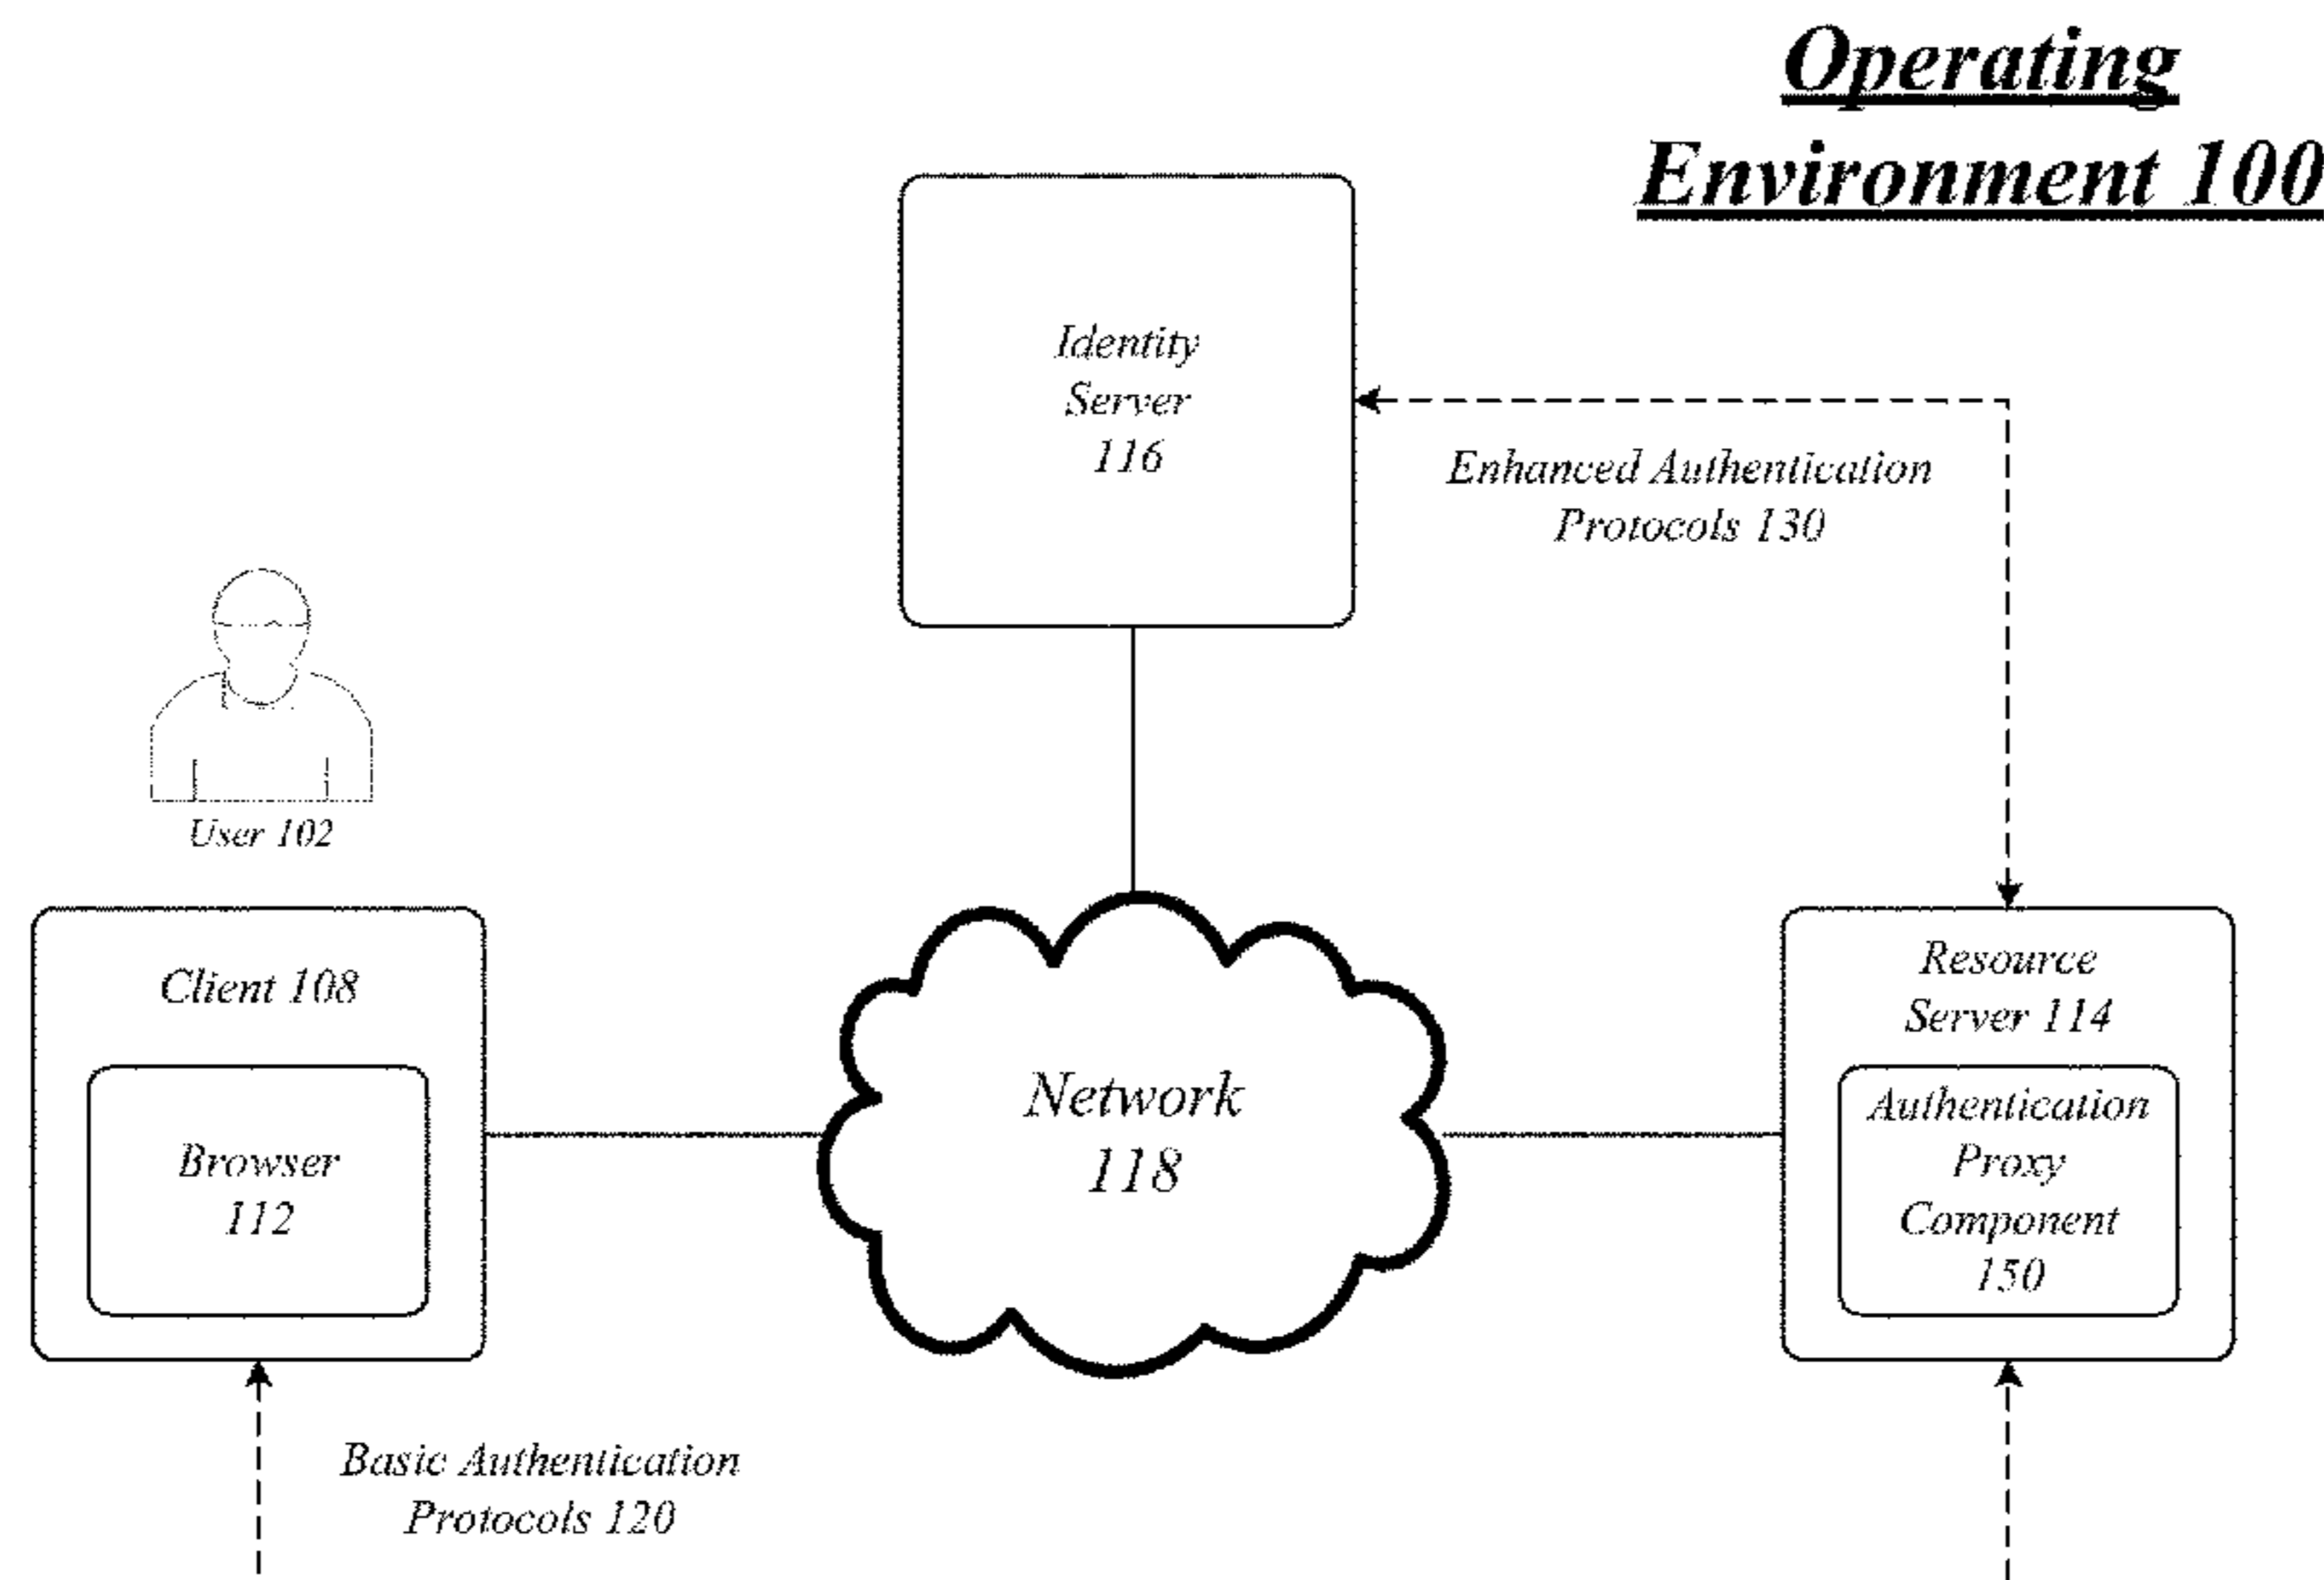 Operating
Environment 100
Identity
Server
116
Enhanced Authentication
Protocols 130
User 102
Client 108
Browser
112
Network
118
Resource
Server 114
Authentication
Proxy
Component
150
Basic Authentication
Protocols 120